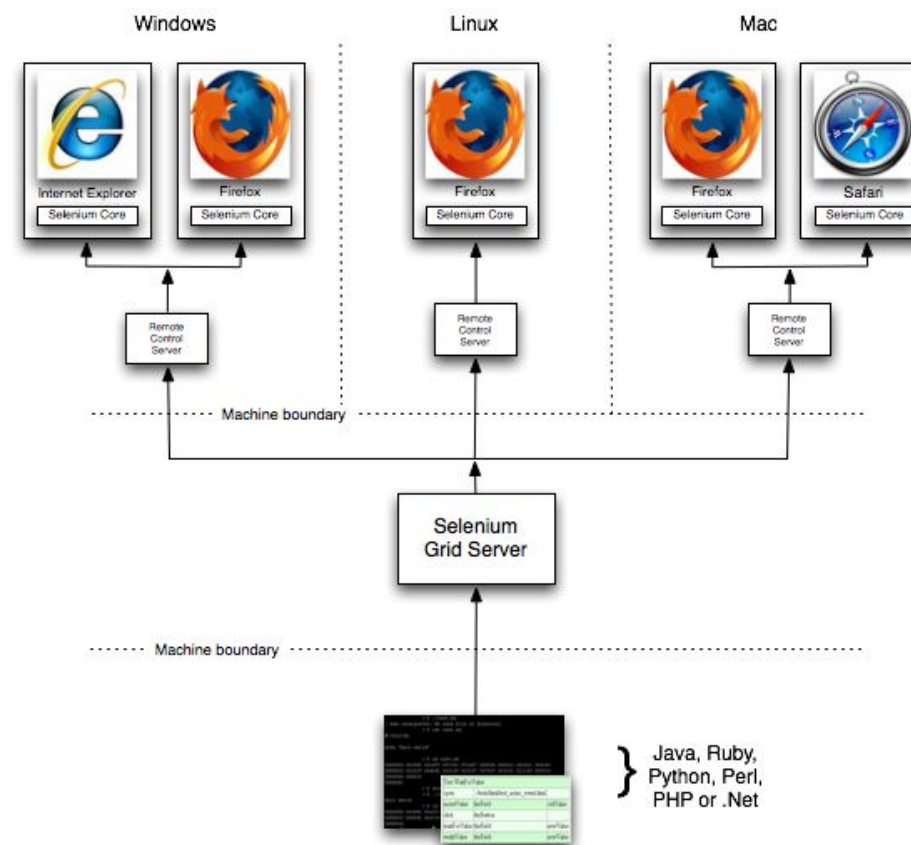 Windows
Linux
Mac
Internet Explorer
Selenium Core
Firefox
Selenium Core
Firefox
Selenium Core
Firefox
Selenium Core
Safari
Selenium Core
Remote
Control
Server
Remote
Control
Server
Remote
Control
Server
Machine boundary
Selenium
Grid Server
Machine boundary
Java, Ruby,
Python, Perl,
PHP or .Net